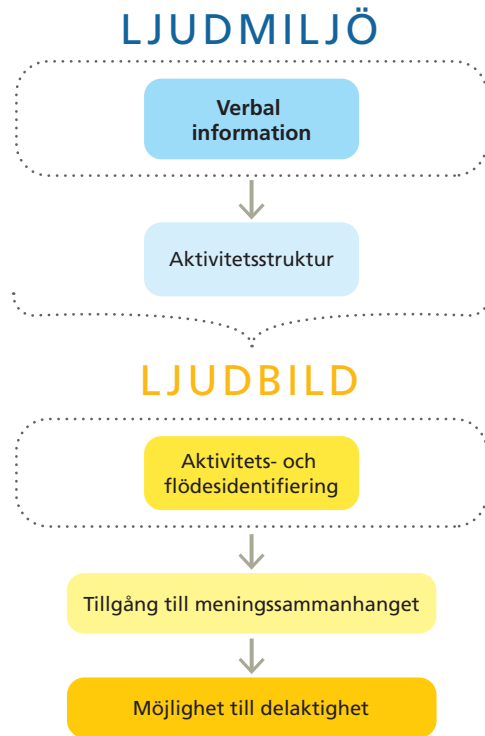 LJUDMILJÖ
Verbal
information
Aktivitetsstruktur
LJUDBILD
Aktivitets- och
flödesidentifiering
Tillgång till meningssammanhanget
Möjlighet till delaktighet